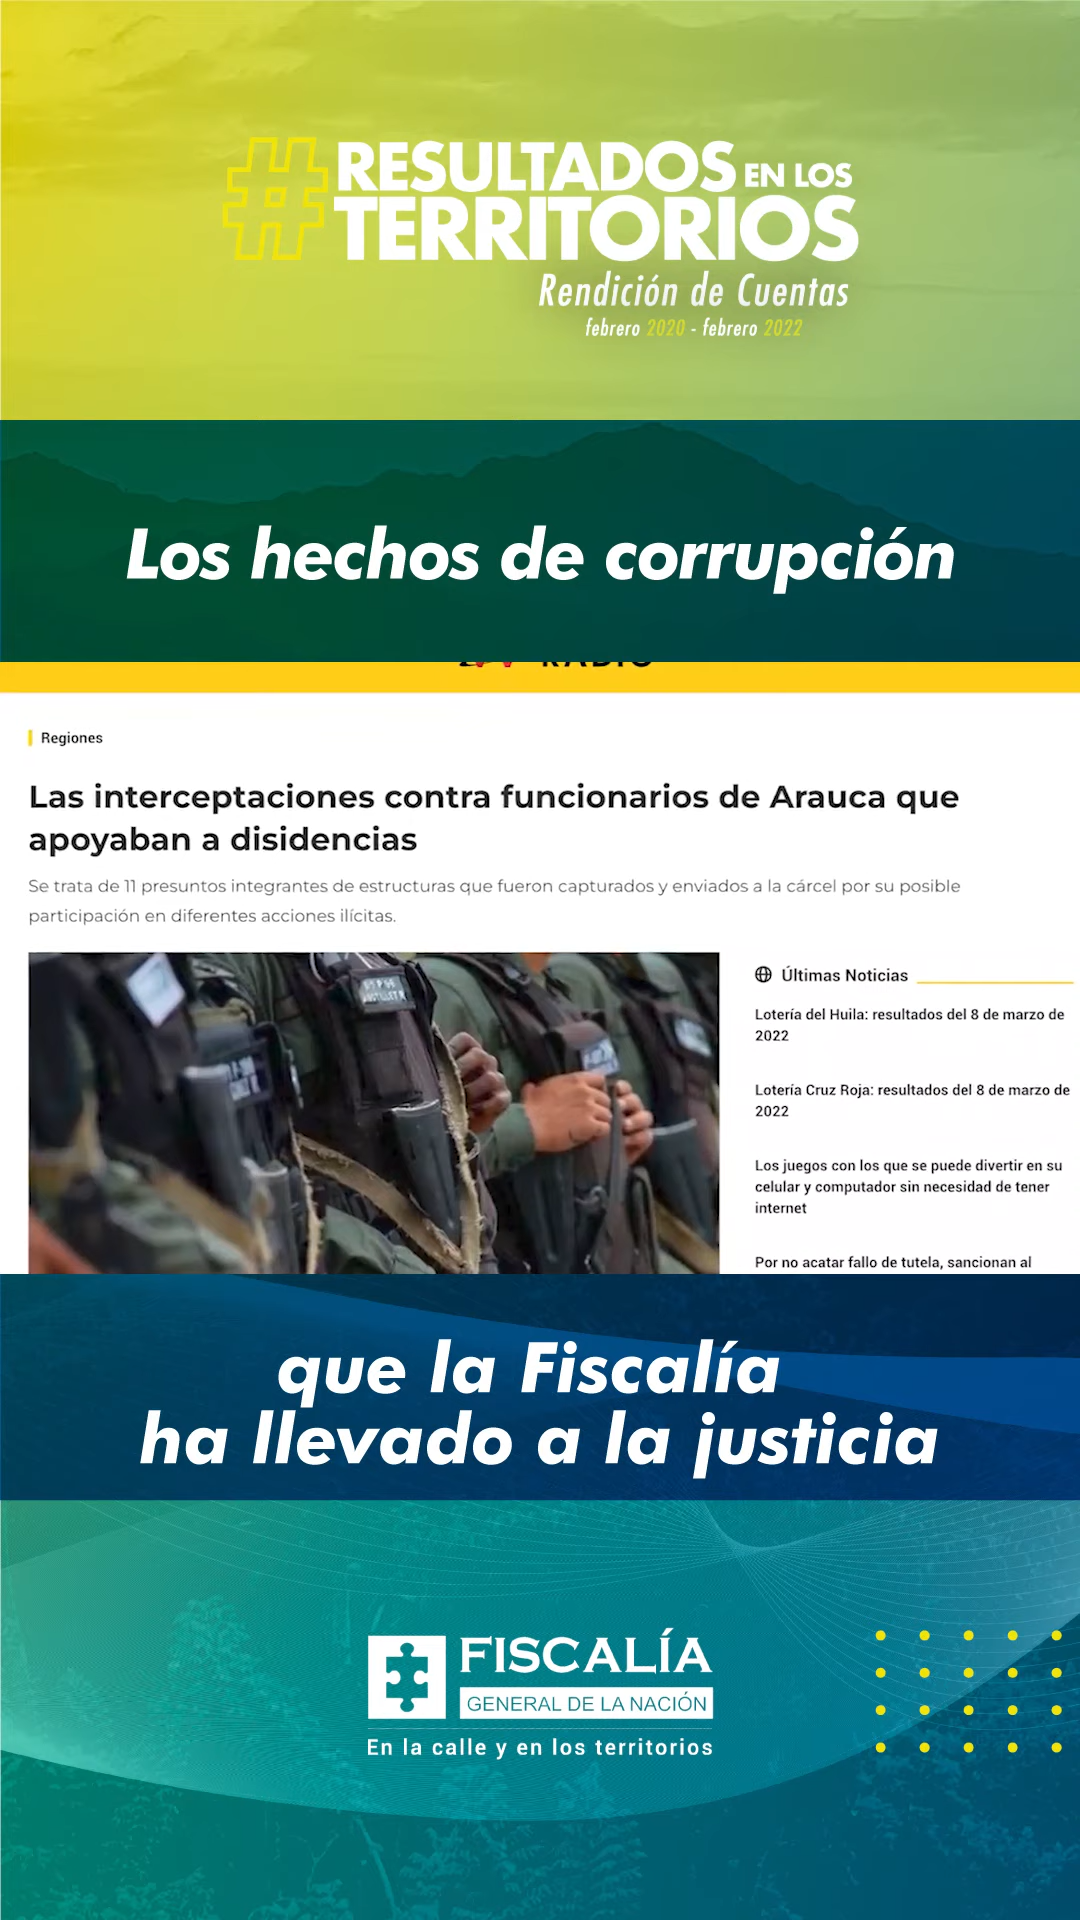 #RESULTADOS EN LOS
TERRITORIOS
Rendición de Cuentas
febrero 2020 - febrero 2022
Los hechos de corrupción
Regiones
Las interceptaciones contra funcionarios de Arauca que
apoyaban a disidencias
Se trata de 11 presuntos integrantes de estructuras que fueron capturados y enviados a la cárcel por su posible
participación en diferentes acciones ilícitas.
Últimas Noticias
Lotería del Huila: resultados del 8 de marzo de
2022
Lotería Cruz Roja: resultados del 8 de marzo de
2022
Los juegos con los que se puede divertir en su
celular y computador sin necesidad de tener
internet
Por no acatar fallo de tutela, sancionan al
que la Fiscalía
ha llevado a la justicia
FISCALÍA
GENERAL DE LA NACIÓN
En la calle y en los territorios